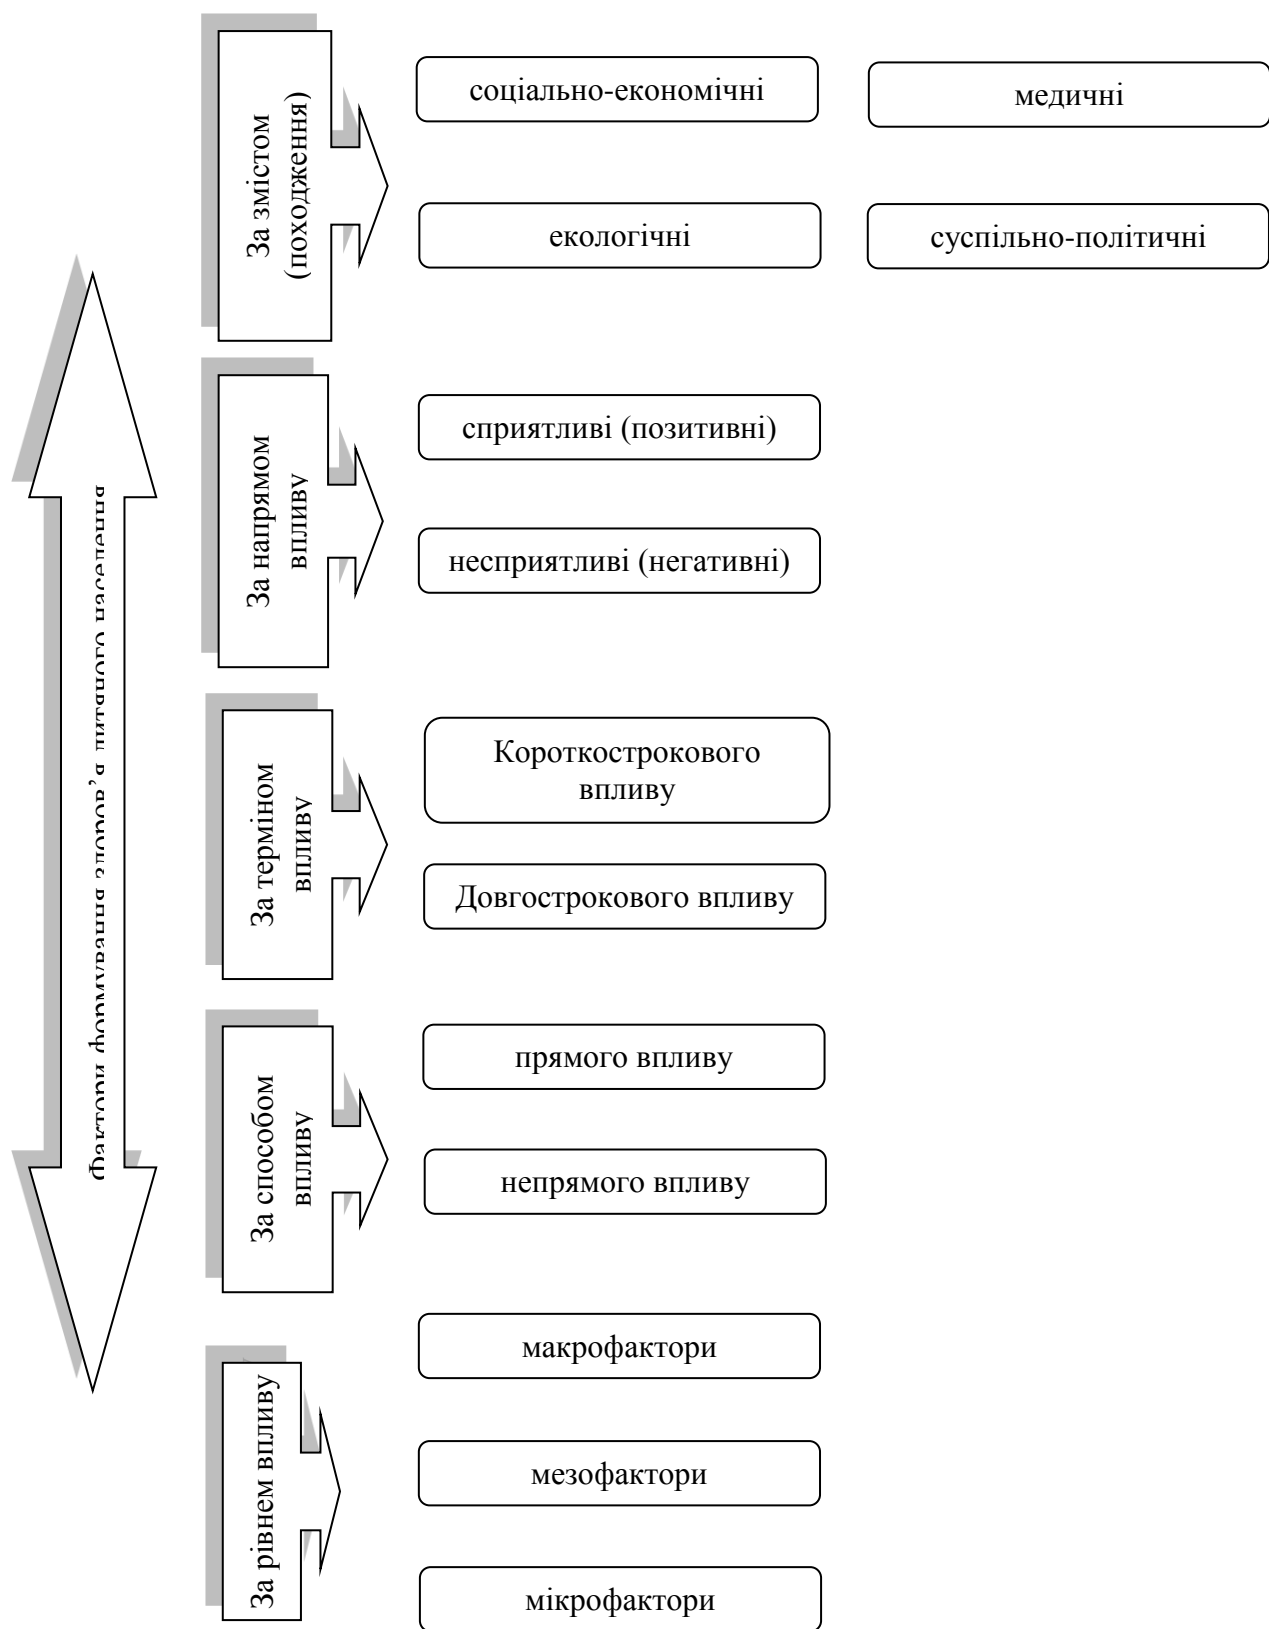 Фактори формування здоров’я дитячого населення
За змістом
(походження)
соціально-економічні
медичні
екологічні
суспільно-політичні
За напрямом
впливу
сприятливі (позитивні)
несприятливі (негативні)
За терміном
впливу
Короткострокового
впливу
Довгострокового впливу
За способом
впливу
прямого впливу
непрямого впливу
За рівнем впливу
макрофактори
мезофактори
мікрофактори